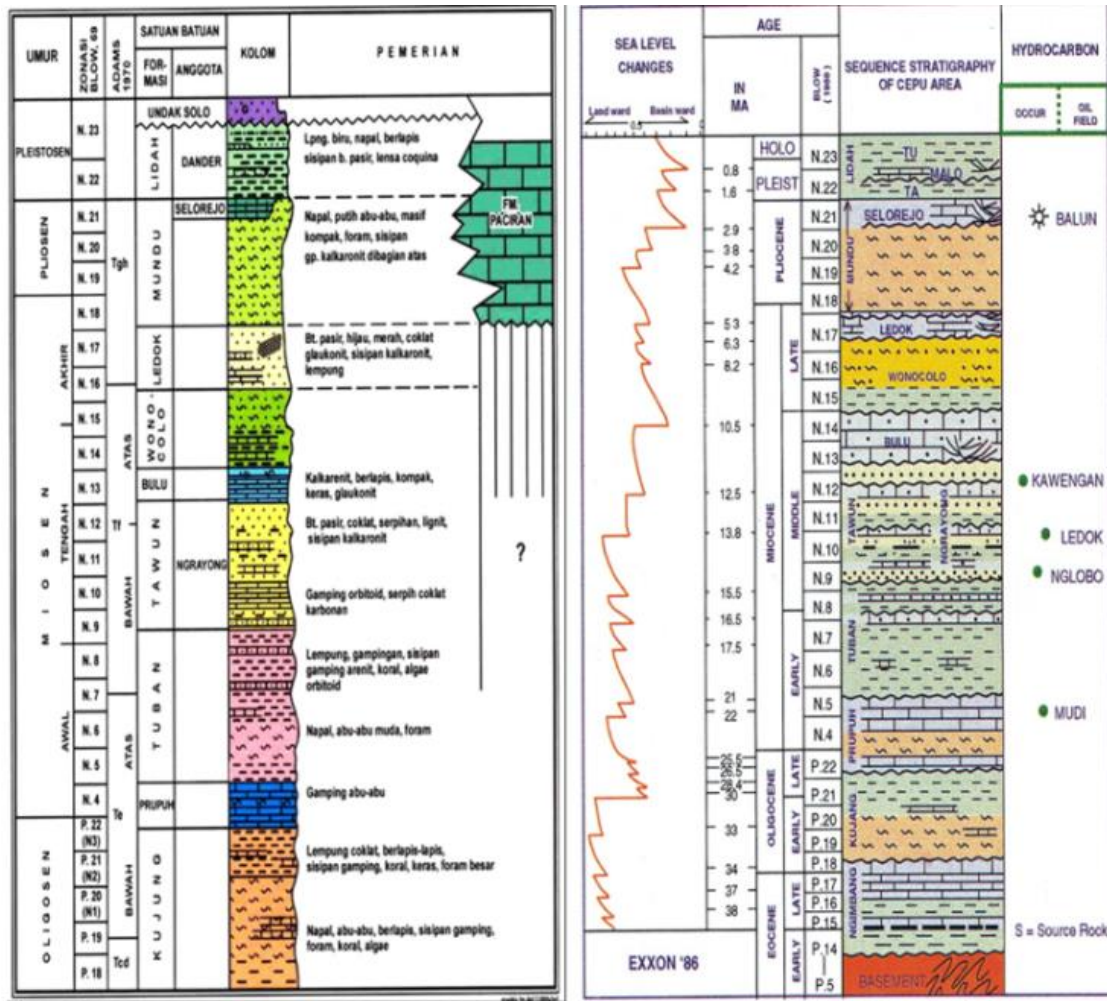 UMUR
ZONASI
BLOW, 69
ADAMS
1970
SATUAN BATUAN
FOR-
MASI
ANGGOTA
KOLOM
PEMERIAN
PLEISTOSEN
PLIOSEN
MIOSEN
AKHIR
TENGAH
AWAL
OLIGOSEN
N. 23
N. 22
N. 21
N. 20
N. 19
N. 18
N. 17
N. 16
N. 15
N. 14
N. 13
N. 12
N. 11
N. 10
N. 9
N. 8
N. 7
N. 6
N. 5
N. 4
P. 22
(N3)
P. 21
(N2)
P. 20
(N1)
P. 19
P. 18
Tgh
ATAS
Tf
BAWAH
ATAS
Te
BAWAH
Tcd
UNDAK SOLO
LIDAH
DANDER
SELOREJO
MUNDU
LEDOK
WONO-
COLO
BULU
TAWUN
NGRAYONG
TUBAN
PRUPUH
KUJUNG
Lpng. biru, napal, berlapis
sisipan b. pasir, lensa coquina
Napal, putih abu-abu, masif
kompak, foram, sisipan
gp. kalkaronit dibagian atas
Bt. pasir, hijau, merah, coklat
glaukonit, sisipan kalkaronit,
lempung
Kalkarenit, berlapis, kompak,
keras, glaukonit
Bt. pasir, coklat, serpihan, lignit,
sisipan kalkaronit
Gamping orbitoid, serpih coklat
karbonan
Lempung, gampingan, sisipan
gamping arenit, koral, algae
orbitoid
Napal, abu-abu muda, foram
Gamping abu-abu
Lempung coklat, berlapis-lapis,
sisipan gamping, koral, keras, foram besar
Napal, abu-abu, berlapis, sisipan gamping,
foram, koral, algae
FM.
PACIRAN
?
SEA LEVEL
CHANGES
Land ward
Basin ward
0.5
AGE
IN
MA
BLOW
(1969)
SEQUENCE STRATIGRAPHY
OF CEPU AREA
HYDROCARBON
OCCUR
OIL
FIELD
0.8
1.6
2.9
3.8
4.2
5.3
6.3
8.2
10.5
12.5
13.8
15.5
16.5
17.5
21
22
25.5
26.5
28.4
30
33
34
37
38
HOLO
PLEIST
PLIOCENE
MIOCENE
LATE
MIDDLE
EARLY
OLIGOCENE
LATE
EARLY
EOCENE
LATE
EARLY
N.23
N.22
N.21
N.20
N.19
N.18
N.17
N.16
N.15
N.14
N.13
N.12
N.11
N.10
N.9
N.8
N.7
N.6
N.5
N.4
P.22
P.21
P.20
P.19
P.18
P.17
P.16
P.15
P.14
P.5
LIDAH
TU
MALO
TA
SELOREJO
MUNDU
LEDOK
WONOCOLO
BULU
TAWUN
NGRAYONG
TUBAN
PRUPUH
KUJUNG
NGIMBANG
BASEMENT
BALUN
KAWENGAN
LEDOK
NGLOBO
MUDI
S = Source Rock
EXXON '86